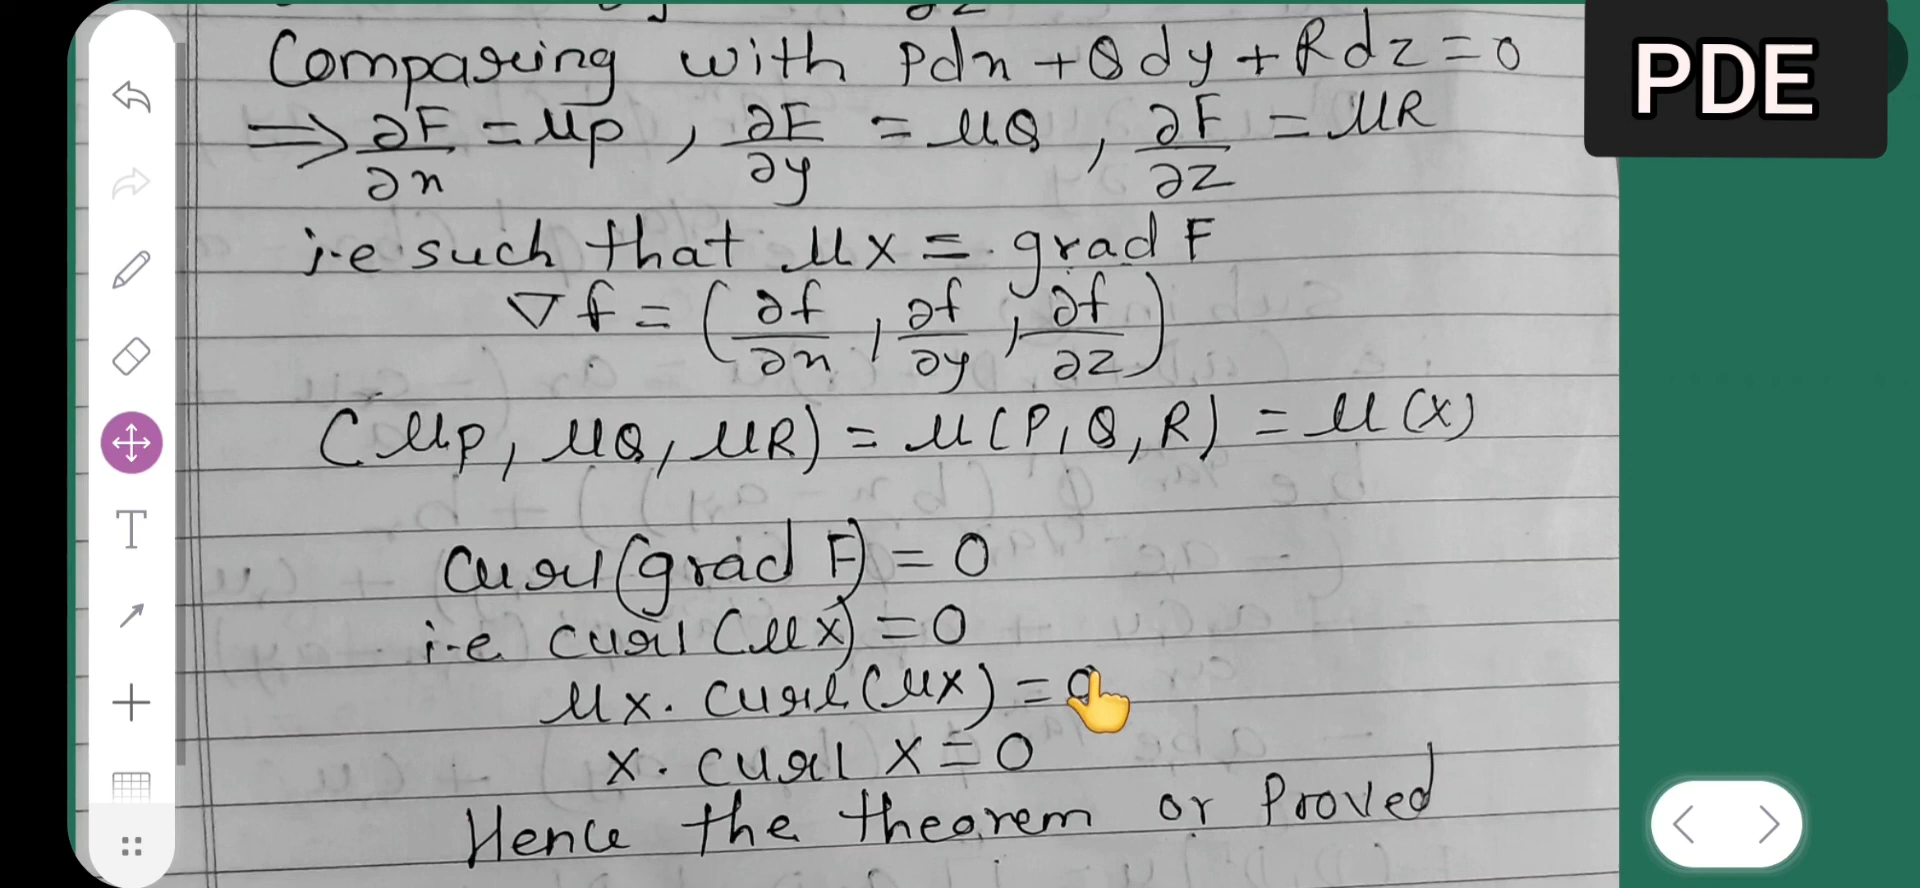 Comparing with Pdx + Qdy + Rdz = 0
PDE
⇒ ∂F/∂x = μP , ∂F/∂y = μQ , ∂F/∂z = μR
i.e. such that μX = grad F
∇f = (∂f/∂x , ∂f/∂y , ∂f/∂z)
(μP, μQ, μR) = μ(P, Q, R) = μ(X)
Curl(grad F) = 0
i.e. curl (μX) = 0
μX. curl (μX) = 0
X. curl X = 0
Hence the theorem or Proved
T